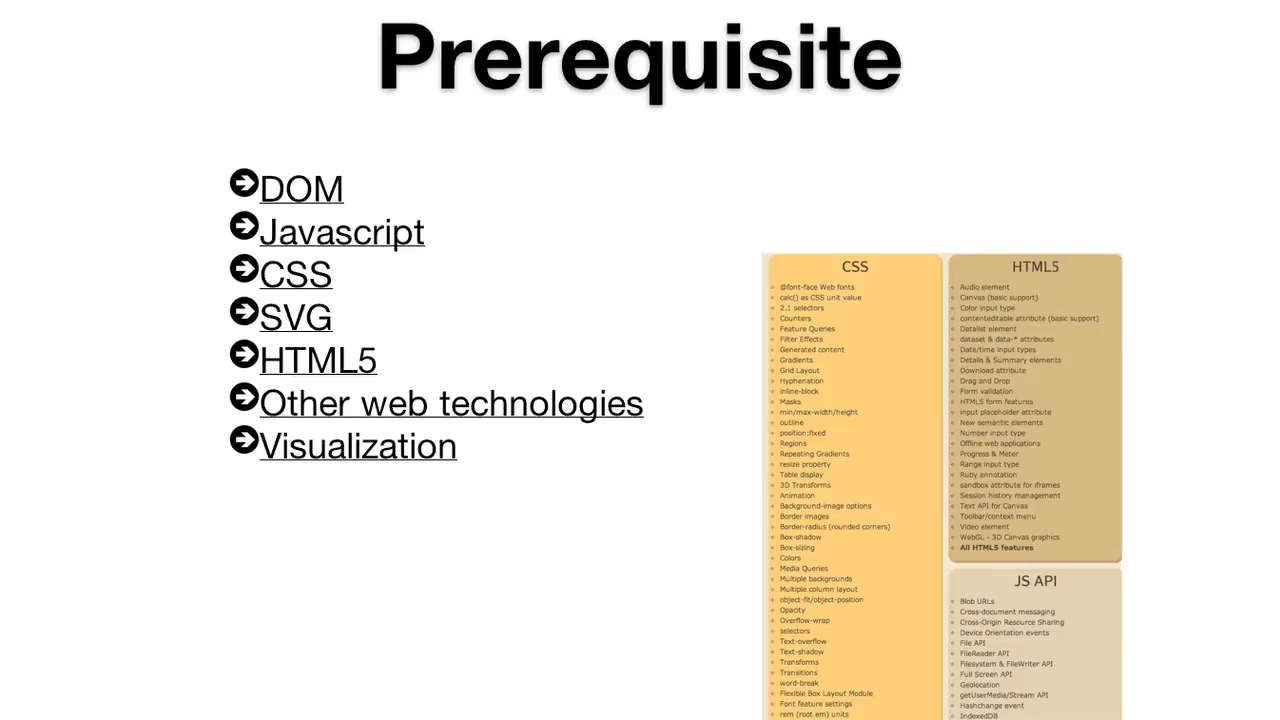 Prerequisite
DOM
Javascript
CSS
SVG
HTML5
Other web technologies
Visualization
CSS
@font-face Web fonts
calc() as CSS unit value
2.1 selectors
Counters
Feature Queries
Filter Effects
Generated content
Gradients
Grid Layout
Hyphenation
inline-block
Masks
min/max-width/height
outline
position:fixed
Regions
Repeating Gradients
resize property
Table display
3D Transforms
Animation
Background-image options
Border images
Border-radius (rounded corners)
Box-shadow
Box-sizing
Colors
Media Queries
Multiple backgrounds
Multiple column layout
object-fit/object-position
Opacity
Overflow-wrap
selectors
Text-overflow
Text-shadow
Transforms
Transitions
word-break
Flexible Box Layout Module
Font feature settings
rem (root em) units
HTML5
Audio element
Canvas (basic support)
Color input type
contenteditable attribute (basic support)
Datalist element
dataset & data-* attributes
Date/time input types
Details & Summary elements
Download attribute
Drag and Drop
Form validation
HTML5 form features
input placeholder attribute
New semantic elements
Number input type
Offline web applications
Progress & Meter
Range input type
Ruby annotation
sandbox attribute for iframes
Session history management
Text API for Canvas
Toolbar/context menu
Video element
WebGL - 3D Canvas graphics
All HTML5 features
JS API
Blob URLs
Cross-document messaging
Cross-Origin Resource Sharing
Device Orientation events
File API
FileReader API
Filesystem & FileWriter API
Full Screen API
Geolocation
getUserMedia/Stream API
Hashchange event
IndexedDB